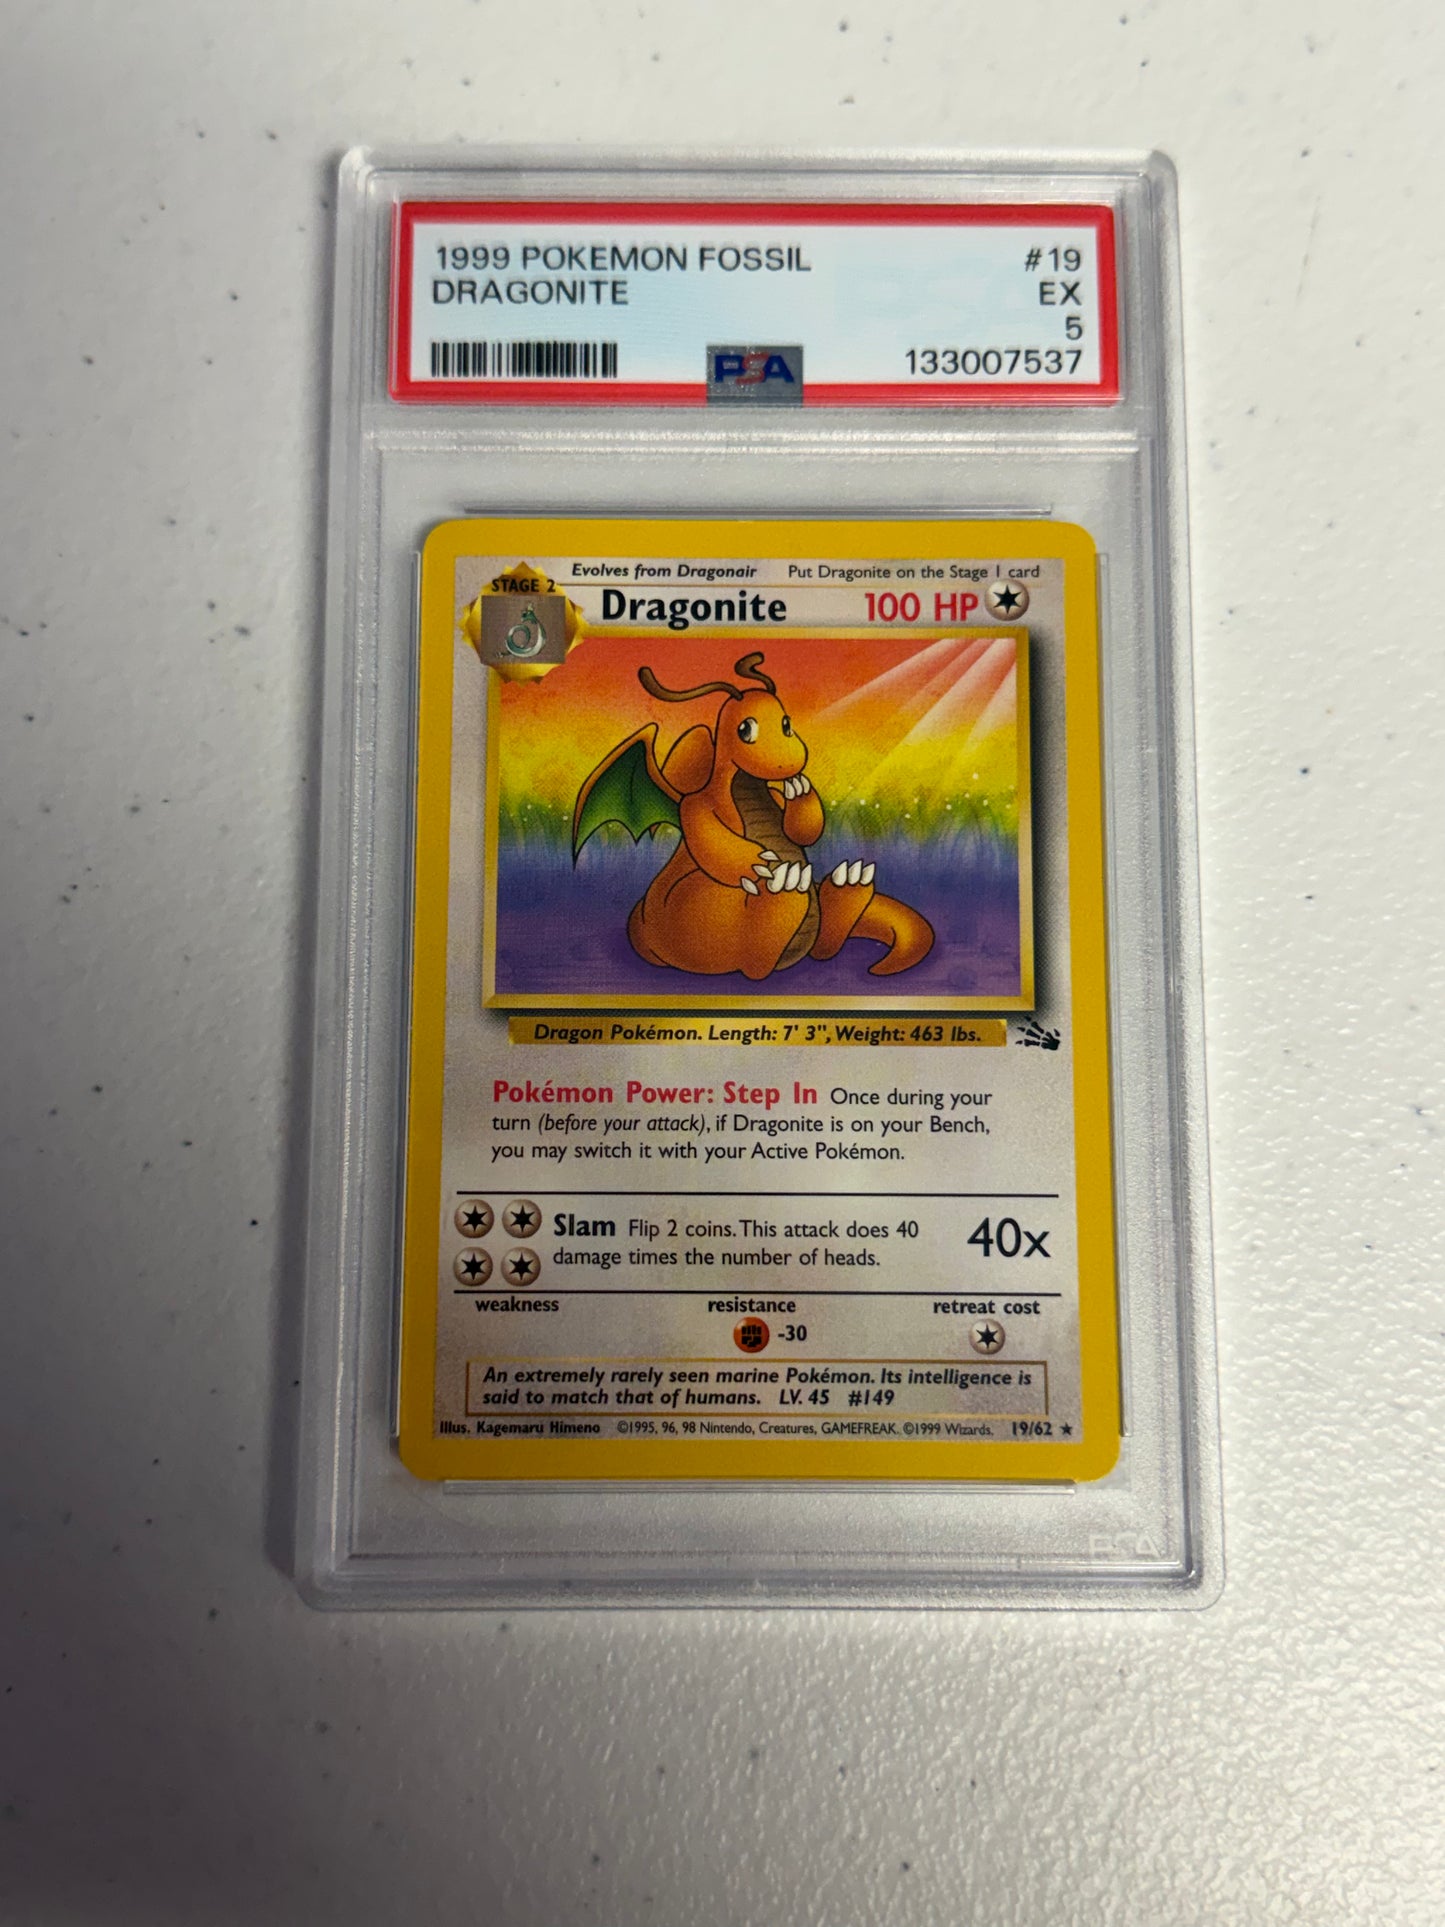 1999 POKEMON FOSSIL #19
DRAGONITE EX
5
PSA 133007537
Evolves from Dragonair Put Dragonite on the Stage 1 card
STAGE 2
Dragonite 100 HP
Dragon Pokémon. Length: 7' 3", Weight: 463 lbs.
Pokémon Power: Step In Once during your
turn (before your attack), if Dragonite is on your Bench,
you may switch it with your Active Pokémon.
Slam Flip 2 coins. This attack does 40
damage times the number of heads.
40x
weakness resistance retreat cost
-30
An extremely rarely seen marine Pokémon. Its intelligence is
said to match that of humans. LV. 45 #149
Illus. Kagemaru Himeno ©1995, 96, 98 Nintendo, Creatures, GAMEFREAK. ©1999 Wizards. 19/62 ★
PSA